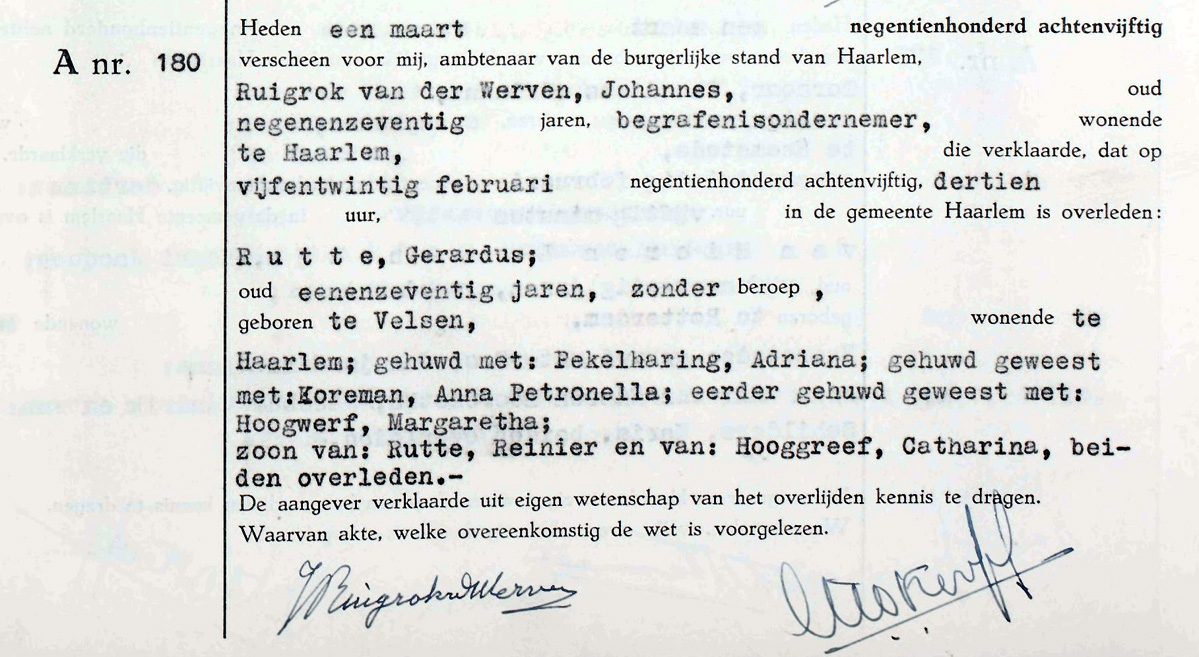 Heden een maart negentienhonderd achtenvijftig
A nr. 180
verscheen voor mij, ambtenaar van de burgerlijke stand van Haarlem,
Ruigrok van der Werven, Johannes, oud
negenenzeventig jaren, begrafenisondernemer, wonende
te Haarlem, die verklaarde, dat op
vijfentwintig februari negentienhonderd achtenvijftig, dertien
uur, in de gemeente Haarlem is overleden:
R u t t e, Gerardus;
oud eenenzeventig jaren, zonder beroep ,
geboren te Velsen, wonende te
Haarlem; gehuwd met: Pekelharing, Adriana; gehuwd geweest
met:Koreman, Anna Petronella; eerder gehuwd geweest met:
Hoogwerf, Margaretha;
zoon van: Rutte, Reinier en van: Hooggreef, Catharina, bei-
den overleden.-
De aangever verklaarde uit eigen wetenschap van het overlijden kennis te dragen.
Waarvan akte, welke overeenkomstig de wet is voorgelezen.
JRuigrokvdWerven